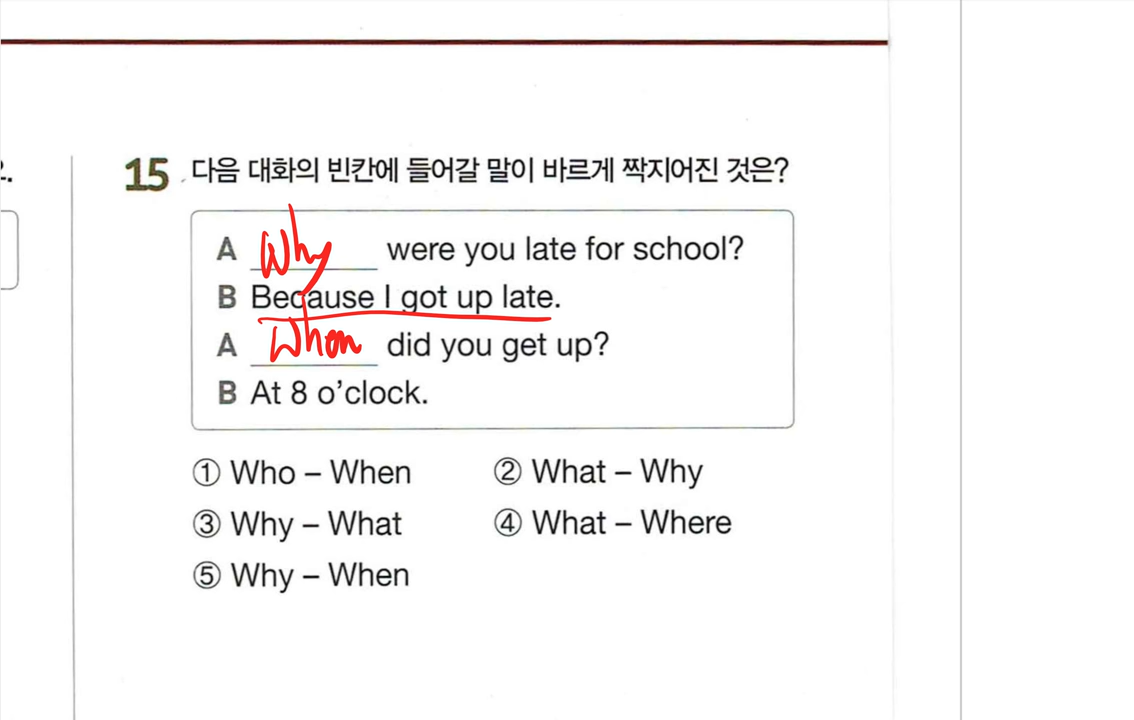 15 다음 대화의 빈칸에 들어갈 말이 바르게 짝지어진 것은?
A Why were you late for school?
B Because I got up late.
A When did you get up?
B At 8 o'clock.
① Who – When ② What – Why
③ Why – What ④ What – Where
⑤ Why – When